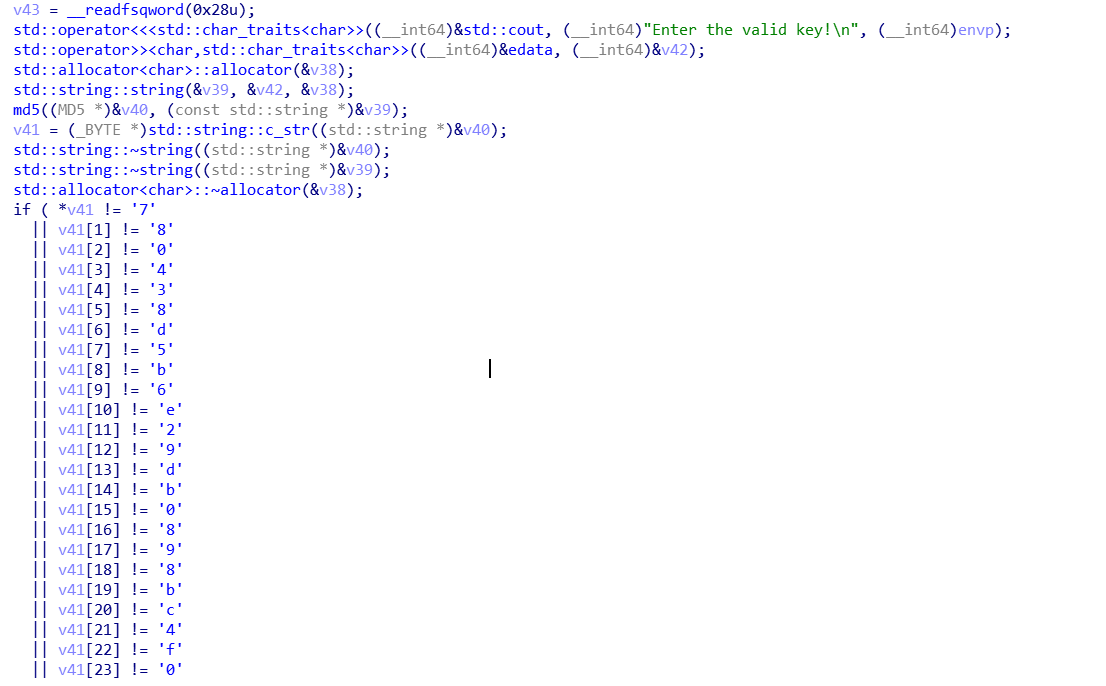 v43 = __readfsqword(0x28u);
std::operator<<<std::char_traits<char>>((__int64)&std::cout, (__int64)"Enter the valid key!\n", (__int64)envp);
std::operator>><char,std::char_traits<char>>((__int64)&edata, (__int64)&v42);
std::allocator<char>::allocator(&v38);
std::string::string(&v39, &v42, &v38);
md5((MD5 *)&v40, (const std::string *)&v39);
v41 = (_BYTE *)std::string::c_str((std::string *)&v40);
std::string::~string((std::string *)&v40);
std::string::~string((std::string *)&v39);
std::allocator<char>::~allocator(&v38);
if ( *v41 != '7'
|| v41[1] != '8'
|| v41[2] != '0'
|| v41[3] != '4'
|| v41[4] != '3'
|| v41[5] != '8'
|| v41[6] != 'd'
|| v41[7] != '5'
|| v41[8] != 'b'
|| v41[9] != '6'
|| v41[10] != 'e'
|| v41[11] != '2'
|| v41[12] != '9'
|| v41[13] != 'd'
|| v41[14] != 'b'
|| v41[15] != '0'
|| v41[16] != '8'
|| v41[17] != '9'
|| v41[18] != '8'
|| v41[19] != 'b'
|| v41[20] != 'c'
|| v41[21] != '4'
|| v41[22] != 'f'
|| v41[23] != '0'